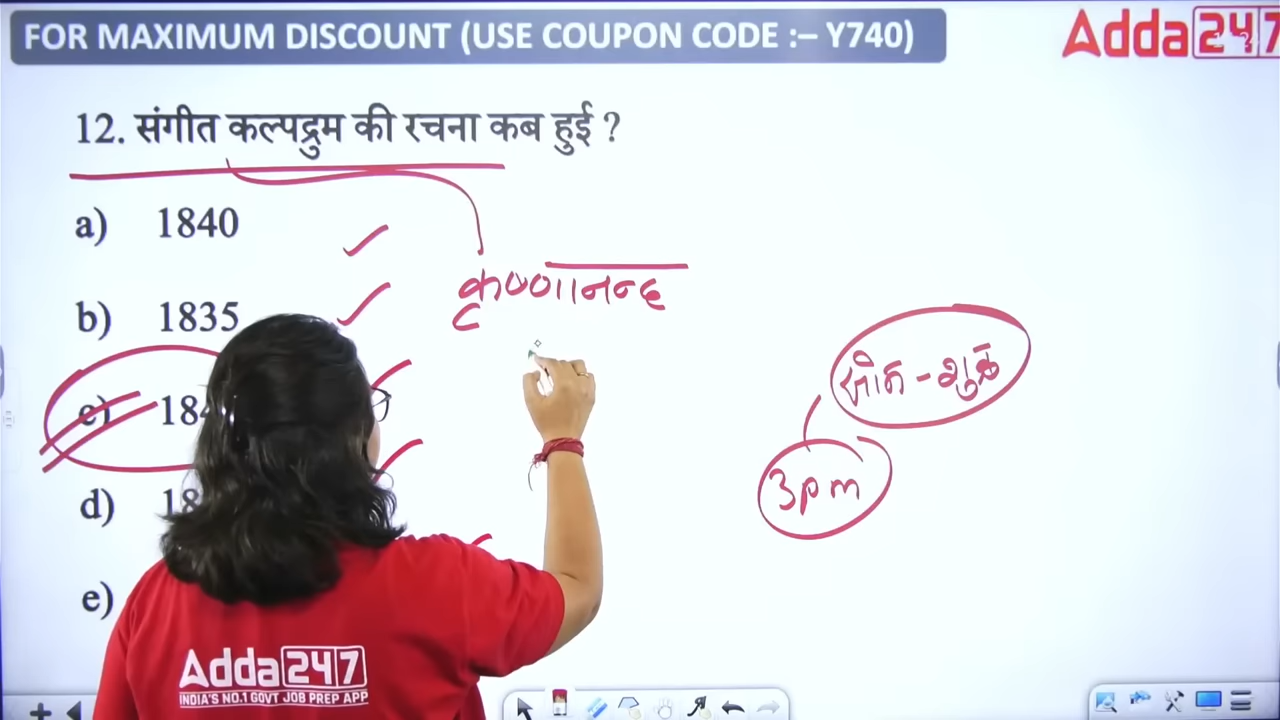 FOR MAXIMUM DISCOUNT (USE COUPON CODE :– Y740)
Adda247
12. संगीत कल्पद्रुम की रचना कब हुई ?
a) 1840
b) 1835
कृष्णानन्द
c) 184
सोम - शुक्र
d) 18
3pm
e)
Adda247
INDIA'S NO.1 GOVT JOB PREP APP